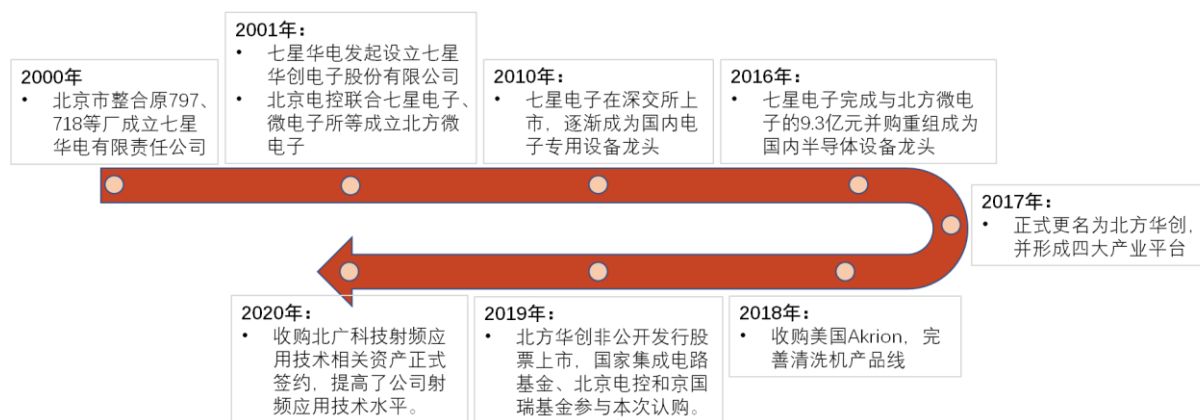 2000年
• 北京市整合原797、
718等厂成立七星
华电有限责任公司
2001年：
• 七星华电发起设立七星
华创电子股份有限公司
• 北京电控联合七星电子、
微电子所等成立北方微
电子
2010年：
• 七星电子在深交所上
市，逐渐成为国内电
子专用设备龙头
2016年：
• 七星电子完成与北方微电
子的9.3亿元并购重组成为
国内半导体设备龙头
2017年：
• 正式更名为北方华创，
并形成四大产业平台
2018年：
• 收购美国Akrion，完
善清洗机产品线
2019年：
• 北方华创非公开发行股
票上市，国家集成电路
基金、北京电控和京国
瑞基金参与本次认购。
2020年：
• 收购北广科技射频应
用技术相关资产正式
签约，提高了公司射
频应用技术水平。